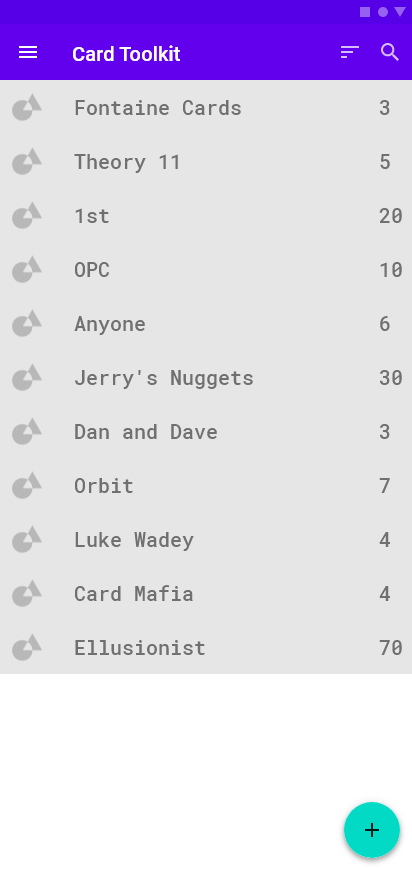 Card Toolkit
Fontaine Cards 3
Theory 11 5
1st 20
OPC 10
Anyone 6
Jerry's Nuggets 30
Dan and Dave 3
Orbit 7
Luke Wadey 4
Card Mafia 4
Ellusionist 70